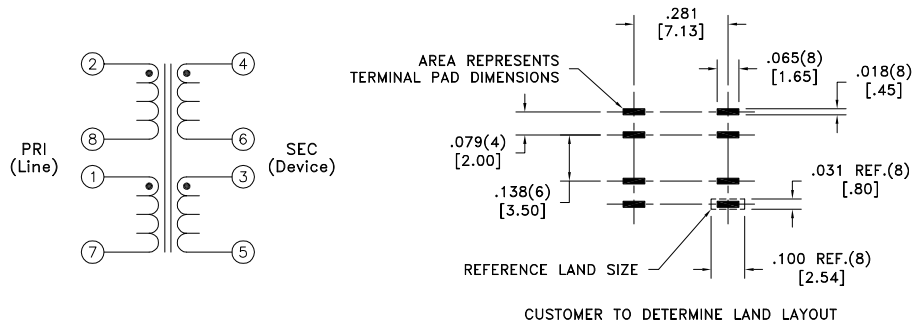 2
8
1
7
4
6
3
5
PRI
(Line)
SEC
(Device)
.281
[7.13]
AREA REPRESENTS
TERMINAL PAD DIMENSIONS
.065(8)
[1.65]
.018(8)
[.45]
.079(4)
[2.00]
.138(6)
[3.50]
.031 REF.(8)
[.80]
REFERENCE LAND SIZE
.100 REF.(8)
[2.54]
CUSTOMER TO DETERMINE LAND LAYOUT